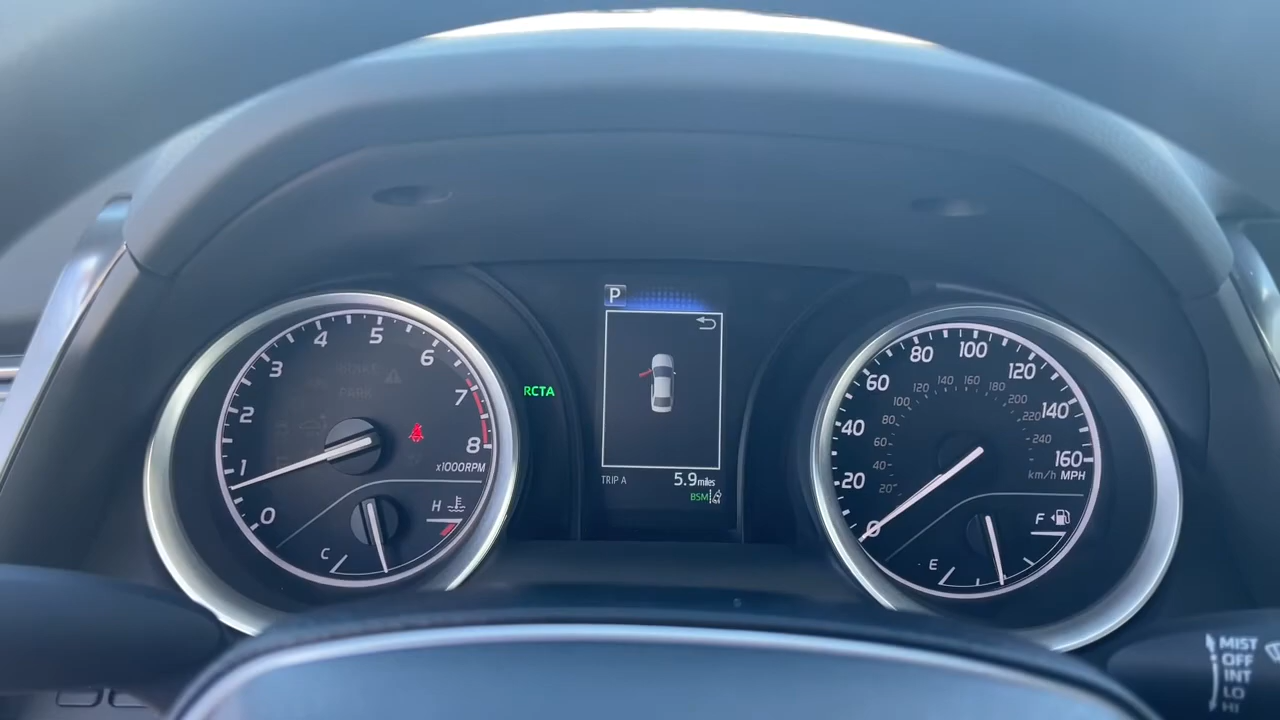 P
0
1
2
3
4
5
6
7
8
x1000RPM
BRAKE
PARK
C
H
RCTA
TRIP A
5.9 miles
BSM
0
20
40
60
80
100
120
140
160
20
40
60
80
100
120
140
160
180
200
220
240
km/h MPH
E
F
MIST
OFF
INT
LO
HI